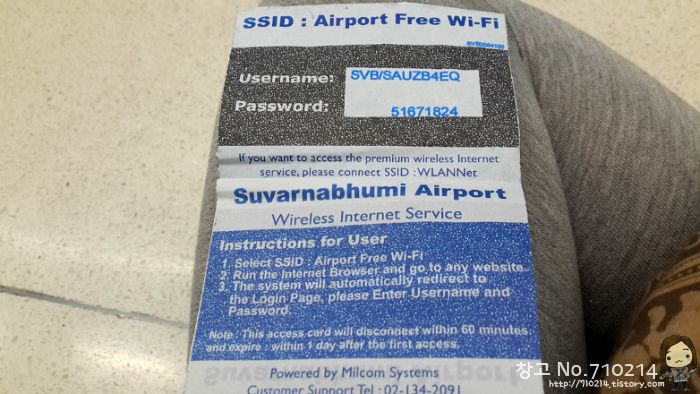 SSID : Airport Free Wi-Fi
Username: SVB/SAUZB4EQ
Password: 51671824
If you want to access the premium wireless Internet
service, please connect SSID : WLANNet
Suvarnabhumi Airport
Wireless Internet Service
Instructions for User
1. Select SSID : Airport Free Wi-Fi
2. Run the Internet Browser and go to any website.
3. The system will automatically redirect to
the Login Page, please Enter Username and
Password.
Note : This access card will disconnect within 60 minutes
and expire : within 1 day after the first access.
Powered by Milcom Systems
Customer Support Tel : 02-134-2091
창고 No.710214
http://710214.tistory.com/